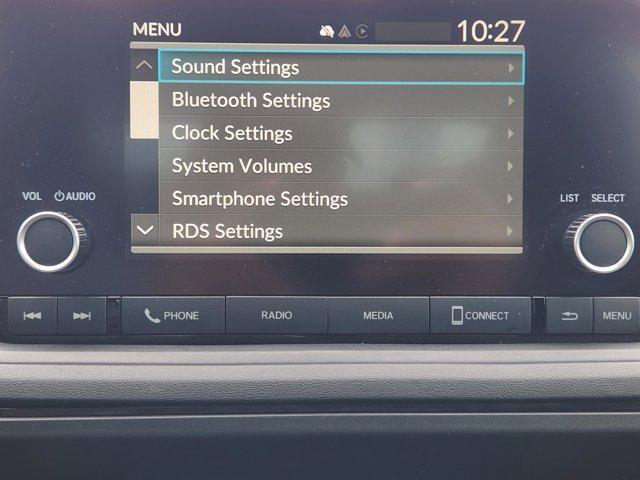 MENU 10:27
Sound Settings
Bluetooth Settings
Clock Settings
System Volumes
Smartphone Settings
RDS Settings
VOL AUDIO
LIST SELECT
PHONE RADIO MEDIA CONNECT MENU